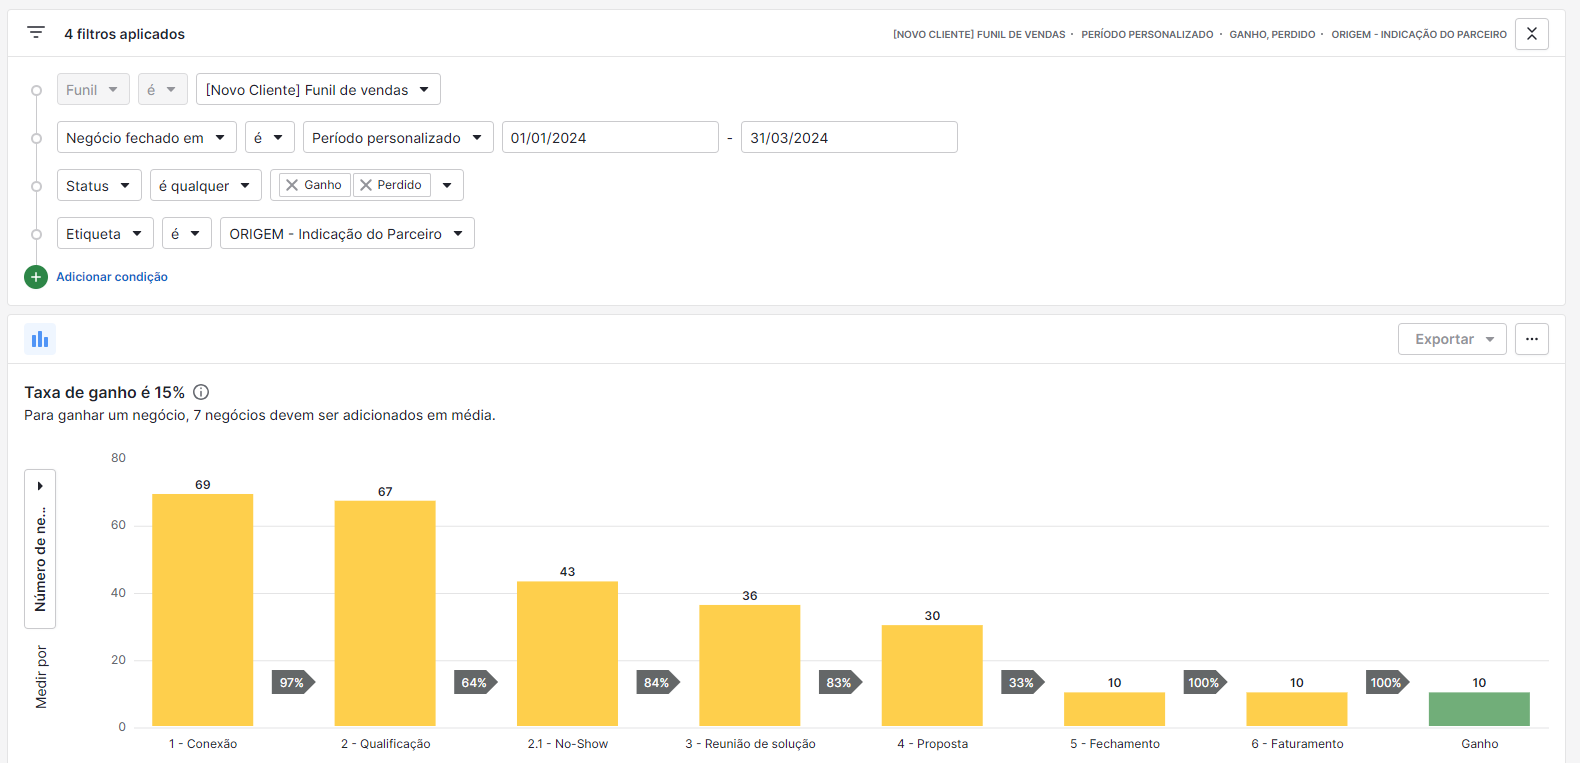 4 filtros aplicados
[NOVO CLIENTE] FUNIL DE VENDAS · PERÍODO PERSONALIZADO · GANHO, PERDIDO · ORIGEM - INDICAÇÃO DO PARCEIRO
Funil é [Novo Cliente] Funil de vendas
Negócio fechado em é Período personalizado 01/01/2024 - 31/03/2024
Status é qualquer Ganho Perdido
Etiqueta é ORIGEM - Indicação do Parceiro
Adicionar condição
Exportar ...
Taxa de ganho é 15%
Para ganhar um negócio, 7 negócios devem ser adicionados em média.
Medir por Número de ne...
80
60
40
20
0
69
67
43
36
30
10
10
10
97%
64%
84%
83%
33%
100%
100%
1 - Conexão
2 - Qualificação
2.1 - No-Show
3 - Reunião de solução
4 - Proposta
5 - Fechamento
6 - Faturamento
Ganho